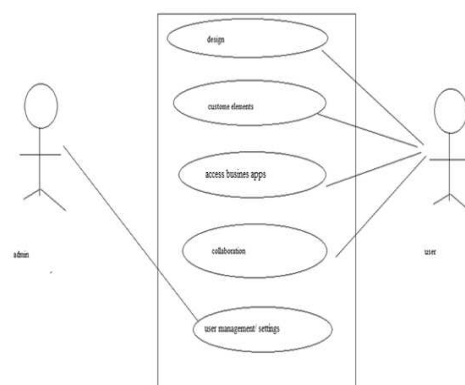 design
custome elements
access busines apps
collaboration
user management/ settings
admin
user